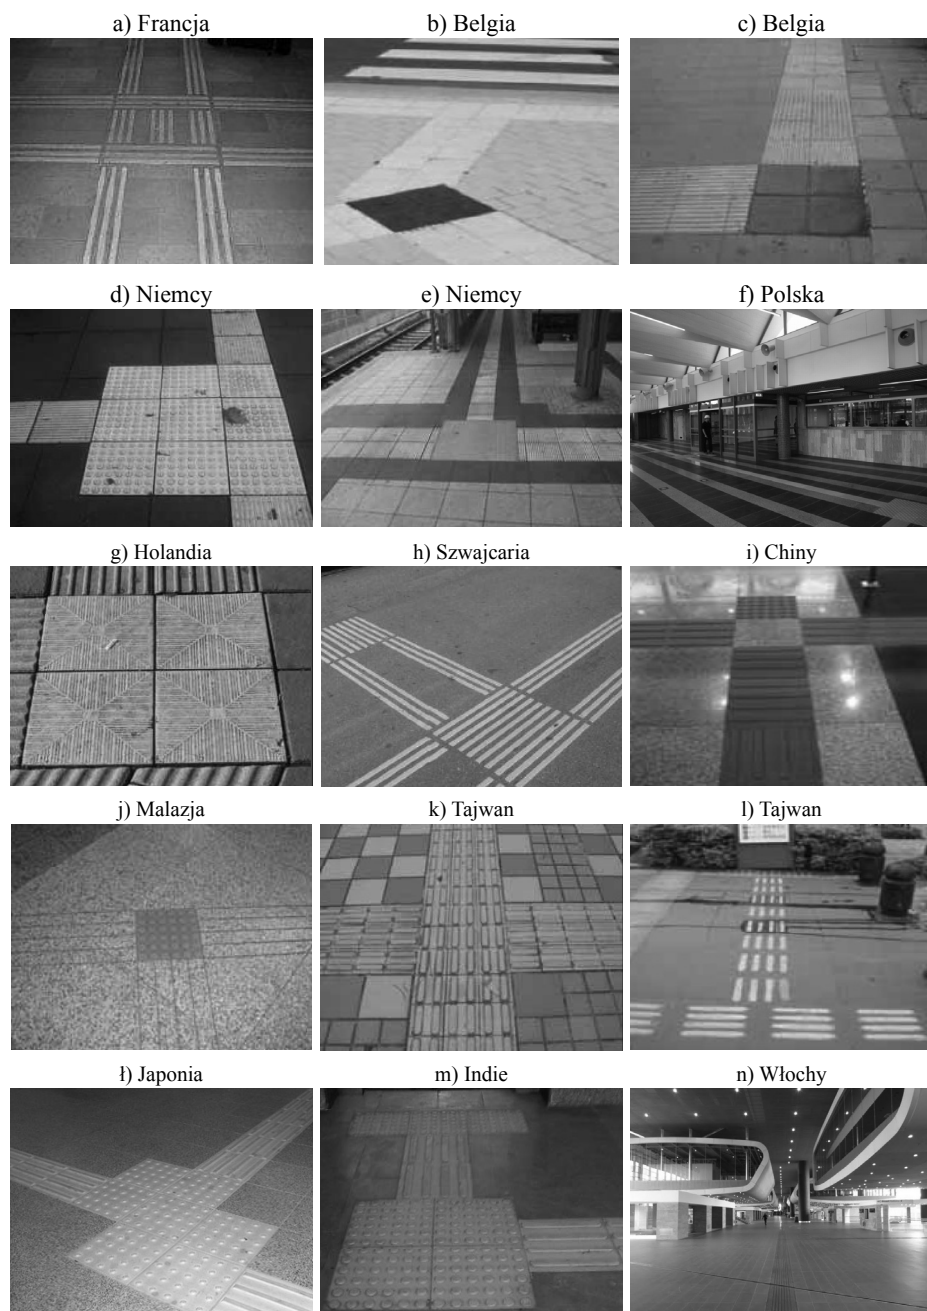 a) Francja
b) Belgia
c) Belgia
d) Niemcy
e) Niemcy
f) Polska
g) Holandia
h) Szwajcaria
i) Chiny
j) Malazja
k) Tajwan
l) Tajwan
ł) Japonia
m) Indie
n) Włochy